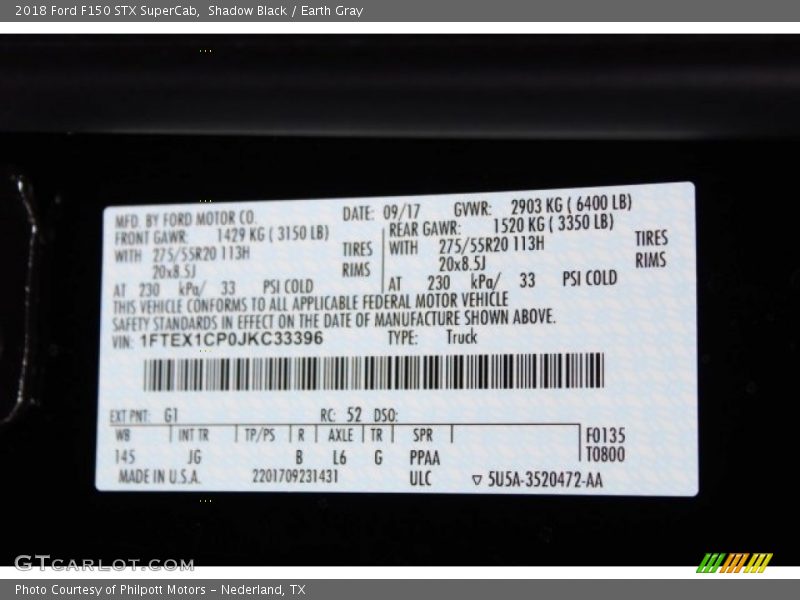 2018 Ford F150 STX SuperCab,  Shadow Black / Earth Gray
MFD. BY FORD MOTOR CO. DATE: 09/17 GVWR: 2903 KG ( 6400 LB)
FRONT GAWR: 1429 KG ( 3150 LB) REAR GAWR: 1520 KG ( 3350 LB)
WITH 275/55R20 113H TIRES WITH 275/55R20 113H TIRES
20x8.5J RIMS 20x8.5J RIMS
AT 230 kPa/ 33 PSI COLD AT 230 kPa/ 33 PSI COLD
THIS VEHICLE CONFORMS TO ALL APPLICABLE FEDERAL MOTOR VEHICLE
SAFETY STANDARDS IN EFFECT ON THE DATE OF MANUFACTURE SHOWN ABOVE.
VIN: 1FTEX1CP0JKC33396 TYPE: Truck
EXT PNT: G1 RC: 52 DSO:
WB INT TR TP/PS R AXLE TR SPR F0135
145 JG B L6 G PPAA T0800
MADE IN U.S.A. 2201709231431 ULC ▽ 5U5A-3520472-AA
GTCARLOT.COM
Photo Courtesy of Philpott Motors - Nederland, TX